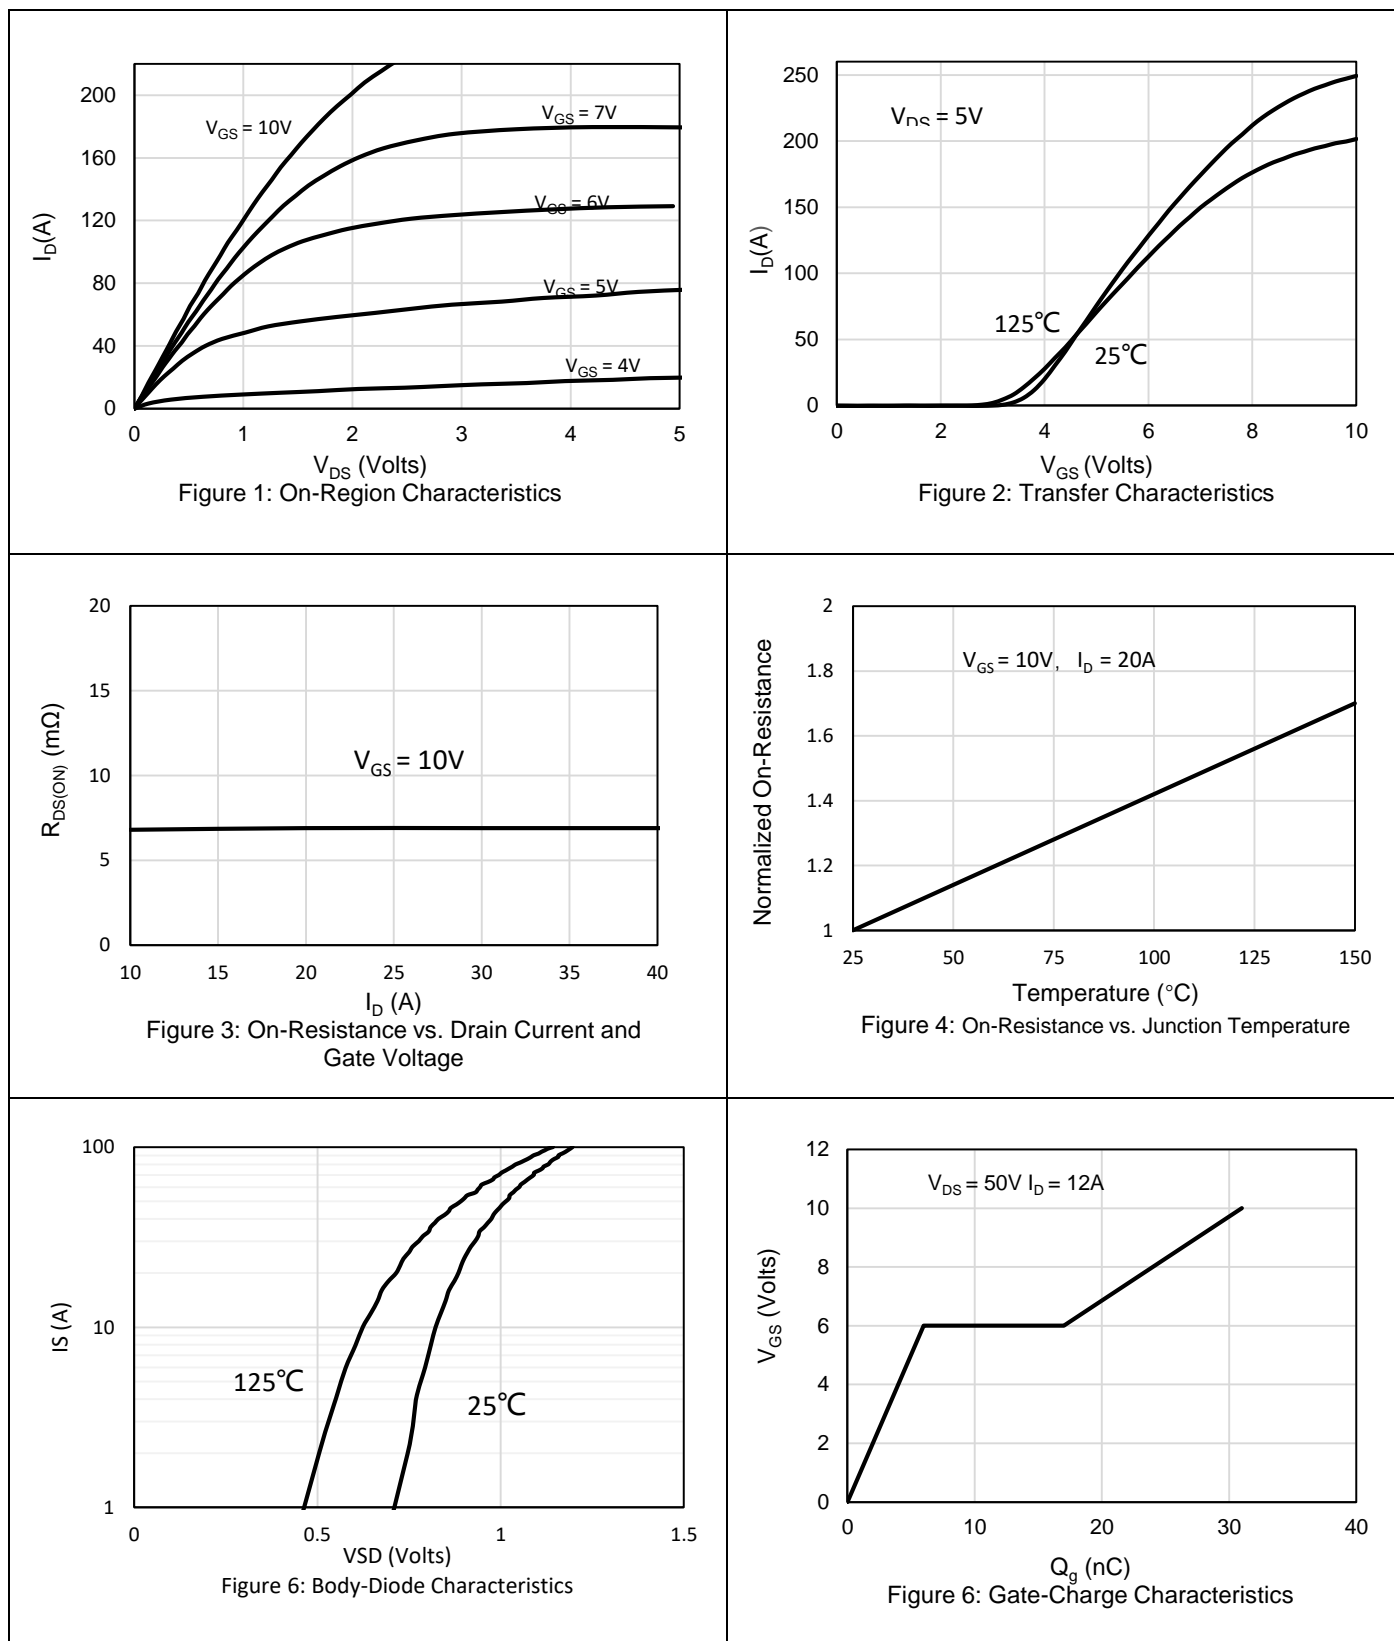 200
160
120
80
40
0
0 1 2 3 4 5
I_D(A)
V_GS = 10V
V_GS = 7V
V_GS = 6V
V_GS = 5V
V_GS = 4V
V_DS (Volts)
Figure 1: On-Region Characteristics
250
200
150
100
50
0
0 2 4 6 8 10
I_D(A)
V_DS = 5V
125℃
25℃
V_GS (Volts)
Figure 2: Transfer Characteristics
20
15
10
5
0
10 15 20 25 30 35 40
R_DS(ON) (mΩ)
V_GS = 10V
I_D (A)
Figure 3: On-Resistance vs. Drain Current and
Gate Voltage
2
1.8
1.6
1.4
1.2
1
25 50 75 100 125 150
Normalized On-Resistance
V_GS = 10V, I_D = 20A
Temperature (°C)
Figure 4: On-Resistance vs. Junction Temperature
100
10
1
0 0.5 1 1.5
IS (A)
125℃
25℃
VSD (Volts)
Figure 6: Body-Diode Characteristics
12
10
8
6
4
2
0
0 10 20 30 40
V_GS (Volts)
V_DS = 50V I_D = 12A
Q_g (nC)
Figure 6: Gate-Charge Characteristics